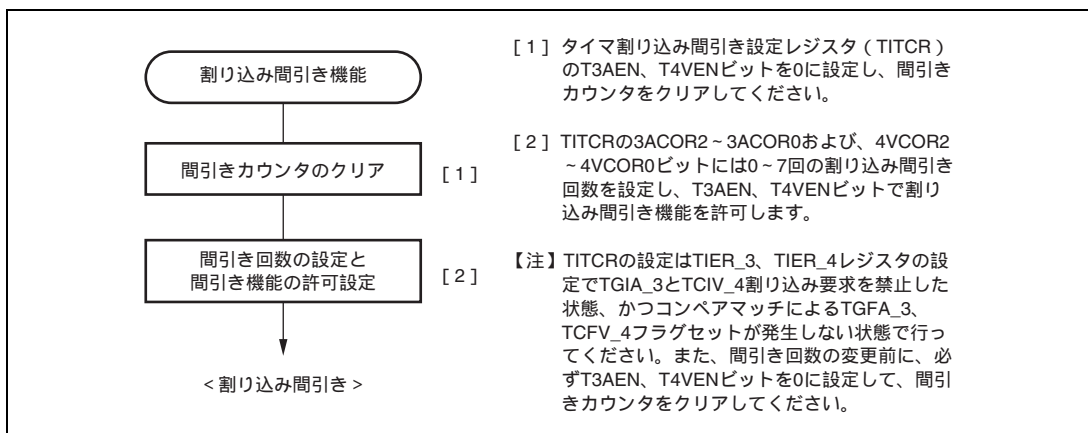 割り込み間引き機能
間引きカウンタのクリア
[1]
間引き回数の設定と
間引き機能の許可設定
[2]
<割り込み間引き>
[1] タイマ割り込み間引き設定レジスタ(TITCR)
のT3AEN、T4VENビットを0に設定し、間引き
カウンタをクリアしてください。
[2] TITCRの3ACOR2~3ACOR0および、4VCOR2
~4VCOR0ビットには0~7回の割り込み間引き
回数を設定し、T3AEN、T4VENビットで割り
込み間引き機能を許可します。
【注】TITCRの設定はTIER_3、TIER_4レジスタの設
定でTGIA_3とTCIV_4割り込み要求を禁止した
状態、かつコンペアマッチによるTGFA_3、
TCFV_4フラグセットが発生しない状態で行っ
てください。また、間引き回数の変更前に、必
ずT3AEN、T4VENビットを0に設定して、間引
きカウンタをクリアしてください。